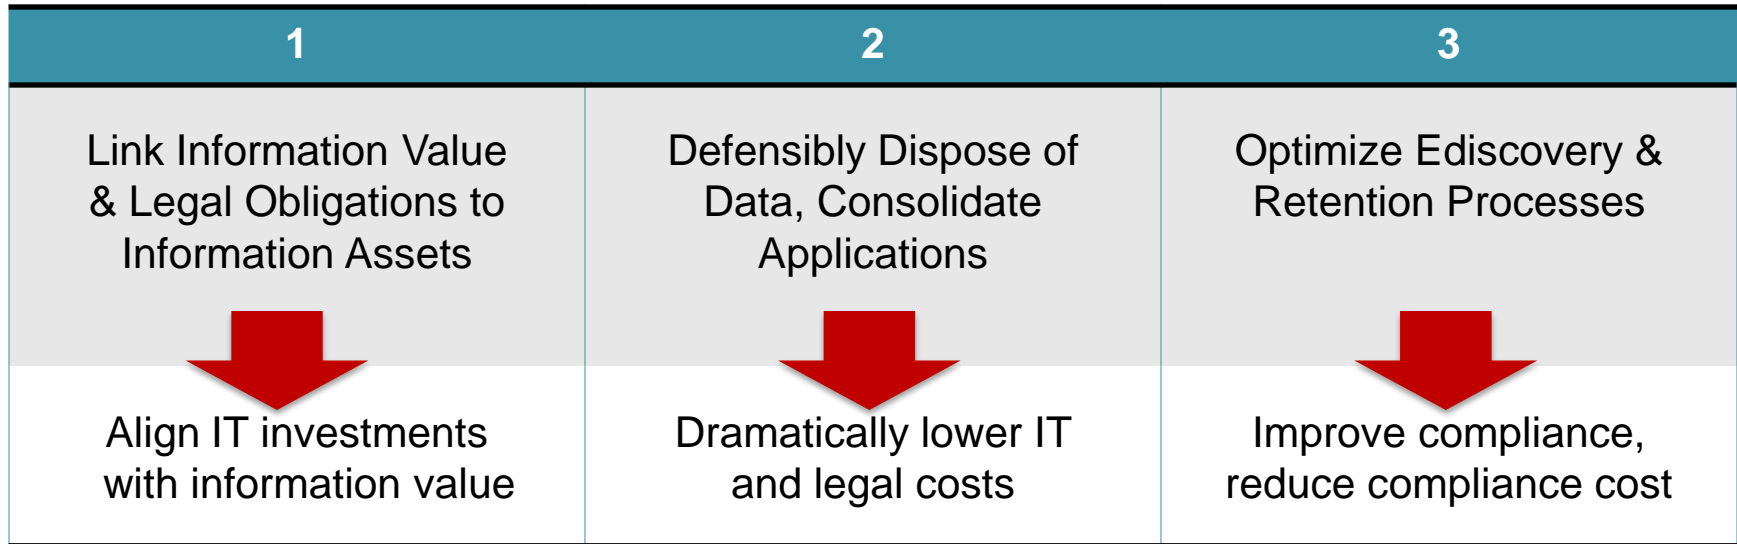 1
2
3
Link Information Value
& Legal Obligations to
Information Assets
Defensibly Dispose of
Data, Consolidate
Applications
Optimize Ediscovery &
Retention Processes
Align IT investments
with information value
Dramatically lower IT
and legal costs
Improve compliance,
reduce compliance cost